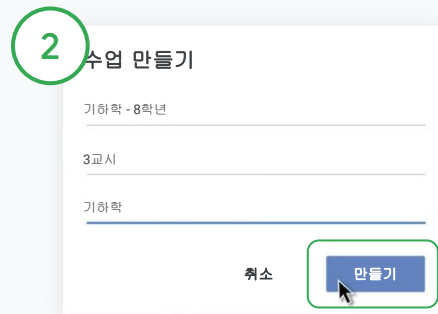 2
수업 만들기
기하학 - 8학년
3교시
기하학
취소 만들기